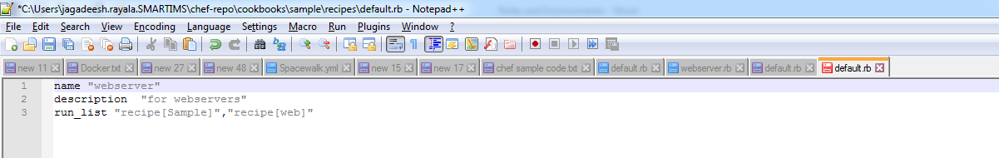 *C:\Users\jagadeesh.rayala.SMARTIMS\chef-repo\cookbooks\sample\recipes\default.rb - Notepad++
File Edit Search View Encoding Language Settings Macro Run Plugins Window ?
new 11 Docker.txt new 27 new 48 Spacewalk.yml new 15 new 17 chef sample code.txt default.rb webserver.rb default.rb default.rb
1 name "webserver"
2 description "for webservers"
3 run_list "recipe[Sample]","recipe[web]"